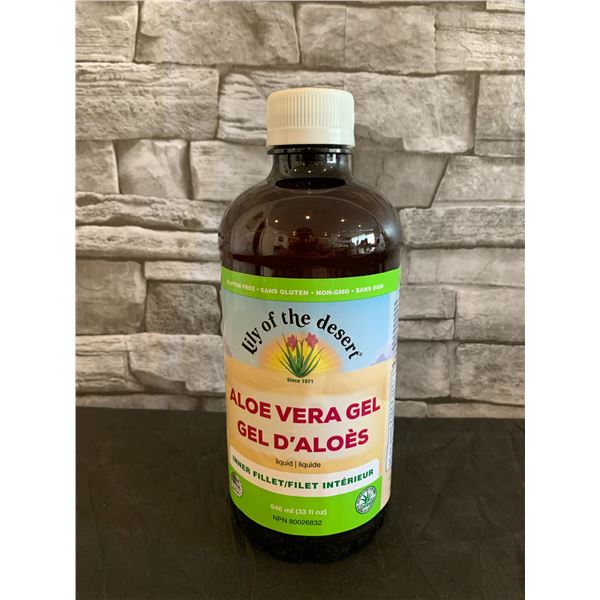 GLUTEN FREE • SANS GLUTEN • NON-GMO • SANS OGM
Lily of the desert®
Since 1971
ALOE VERA GEL
GEL D'ALOÈS
liquid | liquide
INNER FILLET/FILET INTÉRIEUR
946 ml (33 fl oz)
NPN 80026832